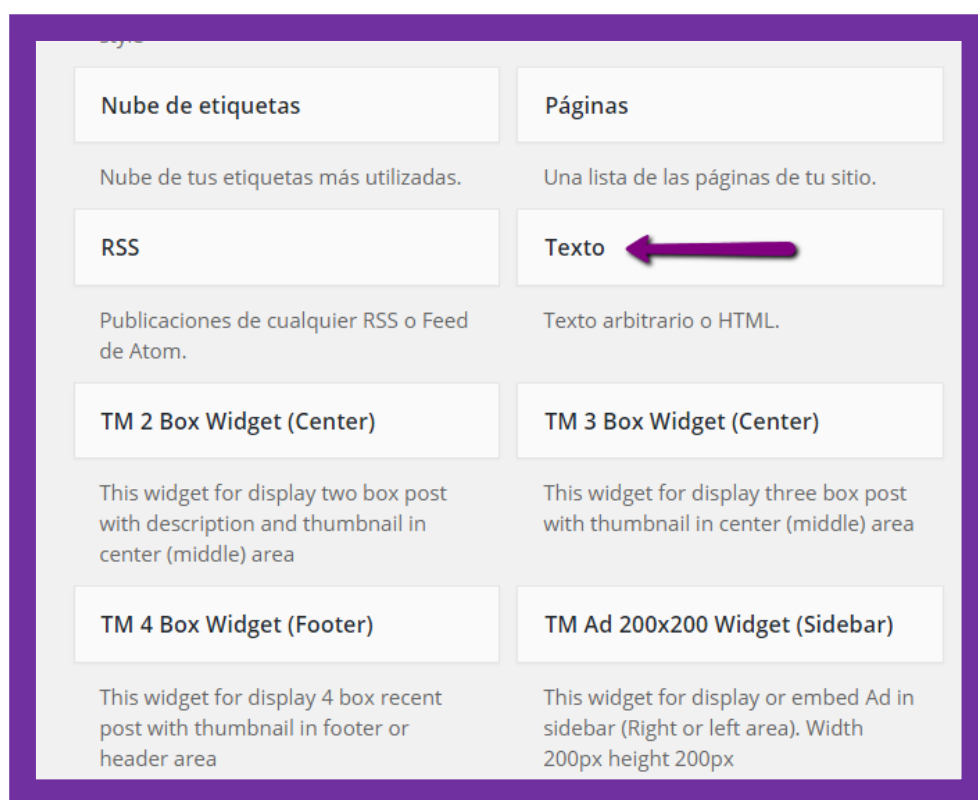 Nube de etiquetas
Páginas
Nube de tus etiquetas más utilizadas.
Una lista de las páginas de tu sitio.
RSS
Texto
Publicaciones de cualquier RSS o Feed
de Atom.
Texto arbitrario o HTML.
TM 2 Box Widget (Center)
TM 3 Box Widget (Center)
This widget for display two box post
with description and thumbnail in
center (middle) area
This widget for display three box post
with thumbnail in center (middle) area
TM 4 Box Widget (Footer)
TM Ad 200x200 Widget (Sidebar)
This widget for display 4 box recent
post with thumbnail in footer or
header area
This widget for display or embed Ad in
sidebar (Right or left area). Width
200px height 200px